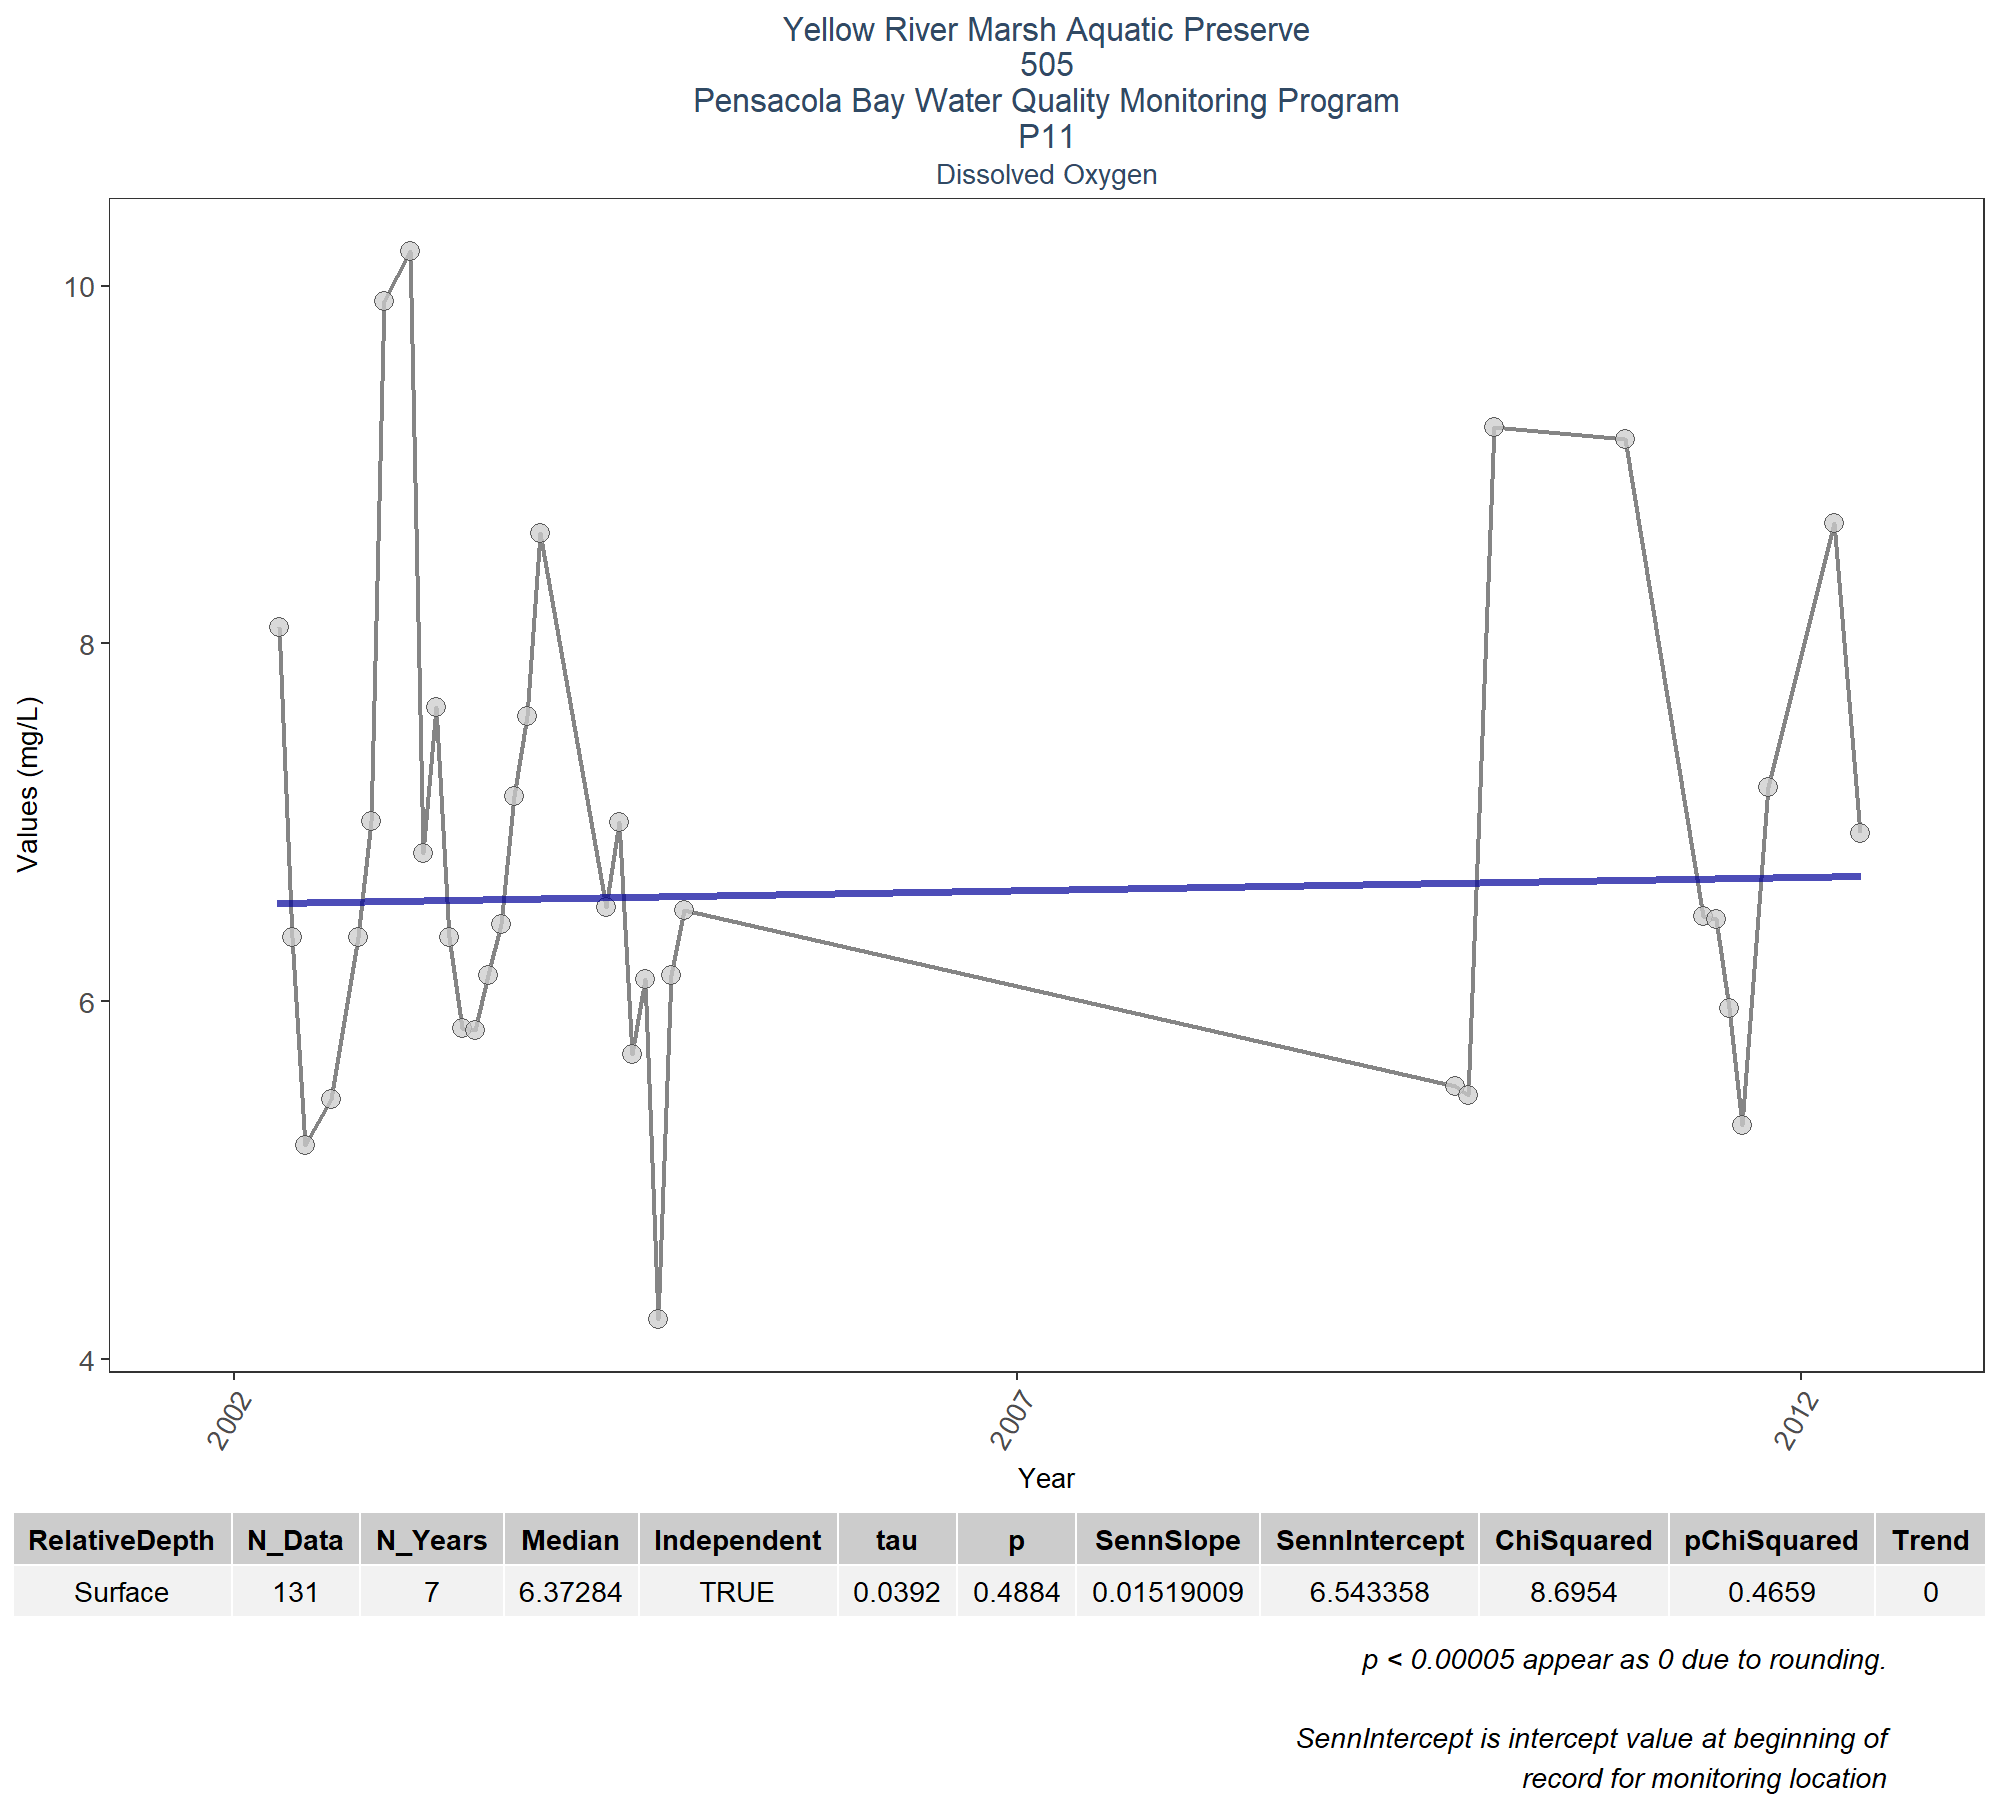 Yellow River Marsh Aquatic Preserve
505
Pensacola Bay Water Quality Monitoring Program
P11
Dissolved Oxygen
10
8
6
4
Values (mg/L)
2002
2007
2012
Year
RelativeDepth N_Data N_Years Median Independent tau p SennSlope SennIntercept ChiSquared pChiSquared Trend
Surface 131 7 6.37284 TRUE 0.0392 0.4884 0.01519009 6.543358 8.6954 0.4659 0
p < 0.00005 appear as 0 due to rounding.
SennIntercept is intercept value at beginning of
record for monitoring location